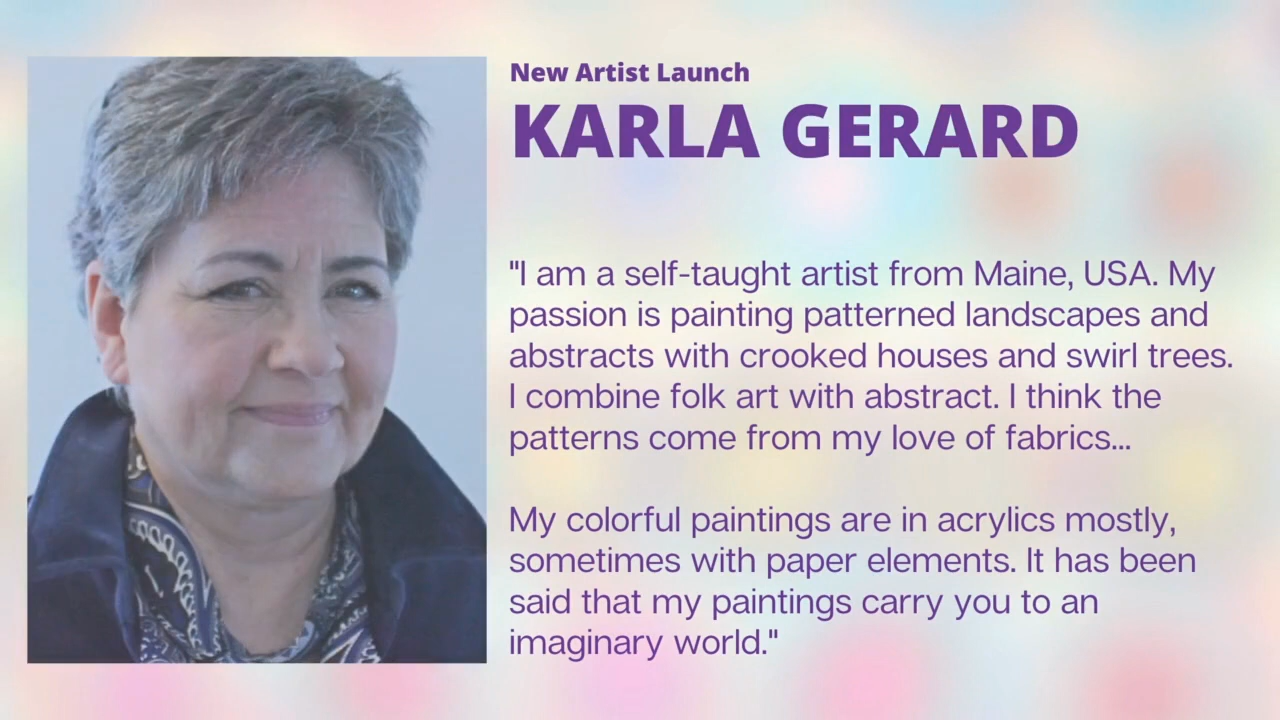 New Artist Launch
KARLA GERARD
"I am a self-taught artist from Maine, USA. My
passion is painting patterned landscapes and
abstracts with crooked houses and swirl trees.
I combine folk art with abstract. I think the
patterns come from my love of fabrics...
My colorful paintings are in acrylics mostly,
sometimes with paper elements. It has been
said that my paintings carry you to an
imaginary world."